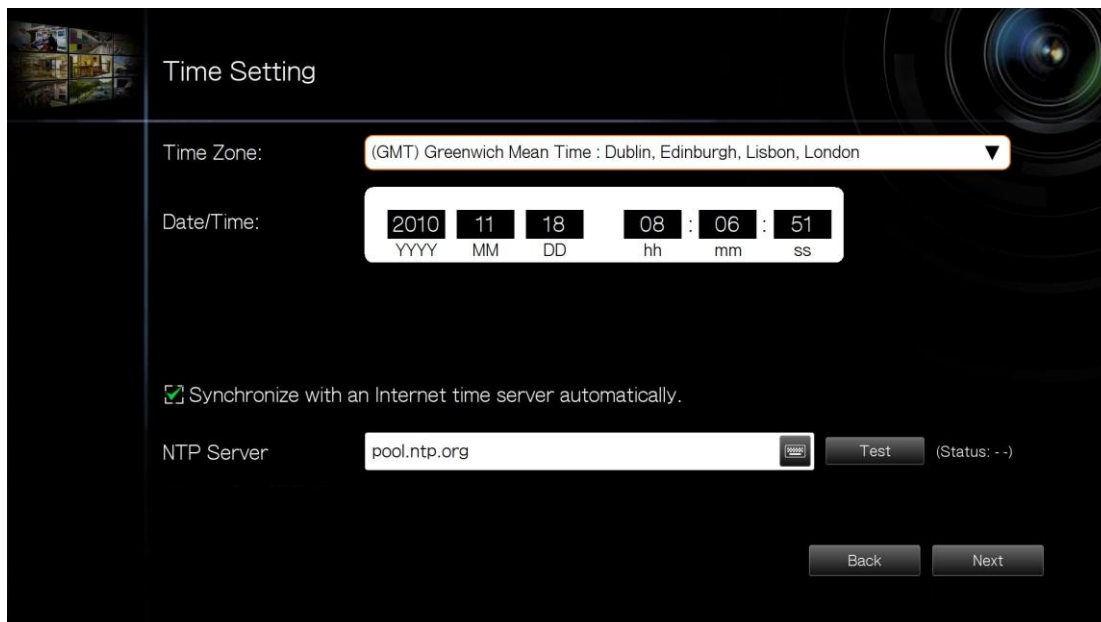 Time Setting
Time Zone: (GMT) Greenwich Mean Time : Dublin, Edinburgh, Lisbon, London ▼
Date/Time: 2010 11 18 08 : 06 : 51
YYYY MM DD hh mm ss
Synchronize with an Internet time server automatically.
NTP Server pool.ntp.org Test (Status: - -)
Back Next